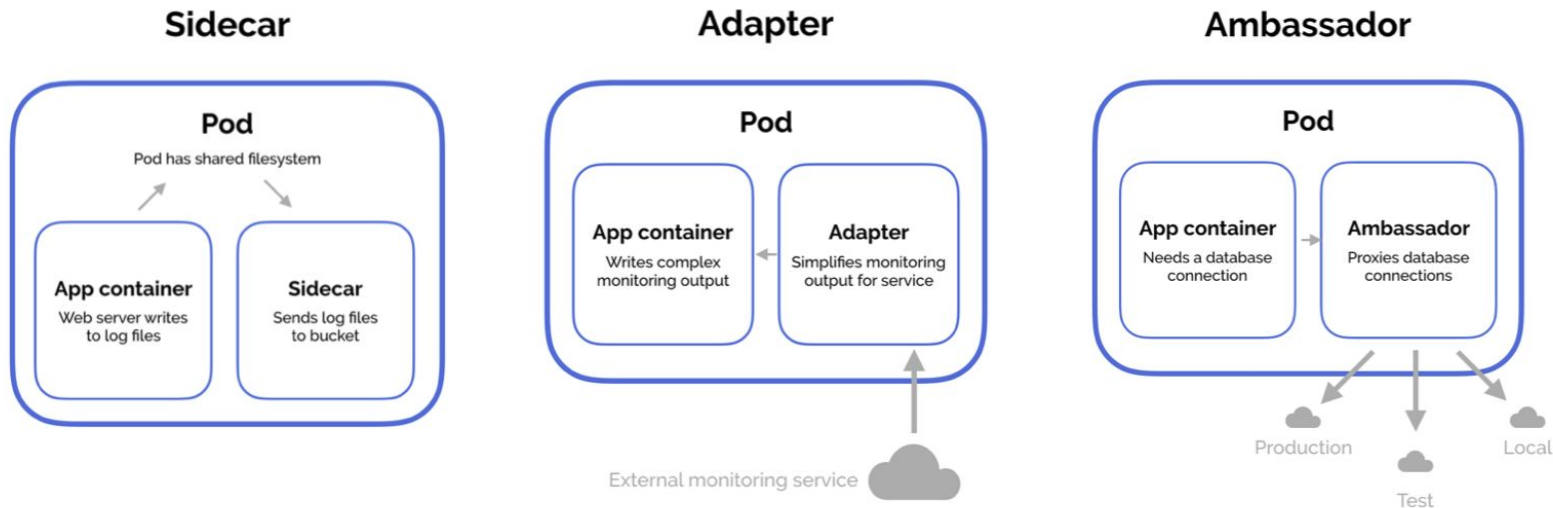 Sidecar
Pod
Pod has shared filesystem
App container
Web server writes
to log files
Sidecar
Sends log files
to bucket
Adapter
Pod
App container
Writes complex
monitoring output
Adapter
Simplifies monitoring
output for service
External monitoring service
Ambassador
Pod
App container
Needs a database
connection
Ambassador
Proxies database
connections
Production
Test
Local